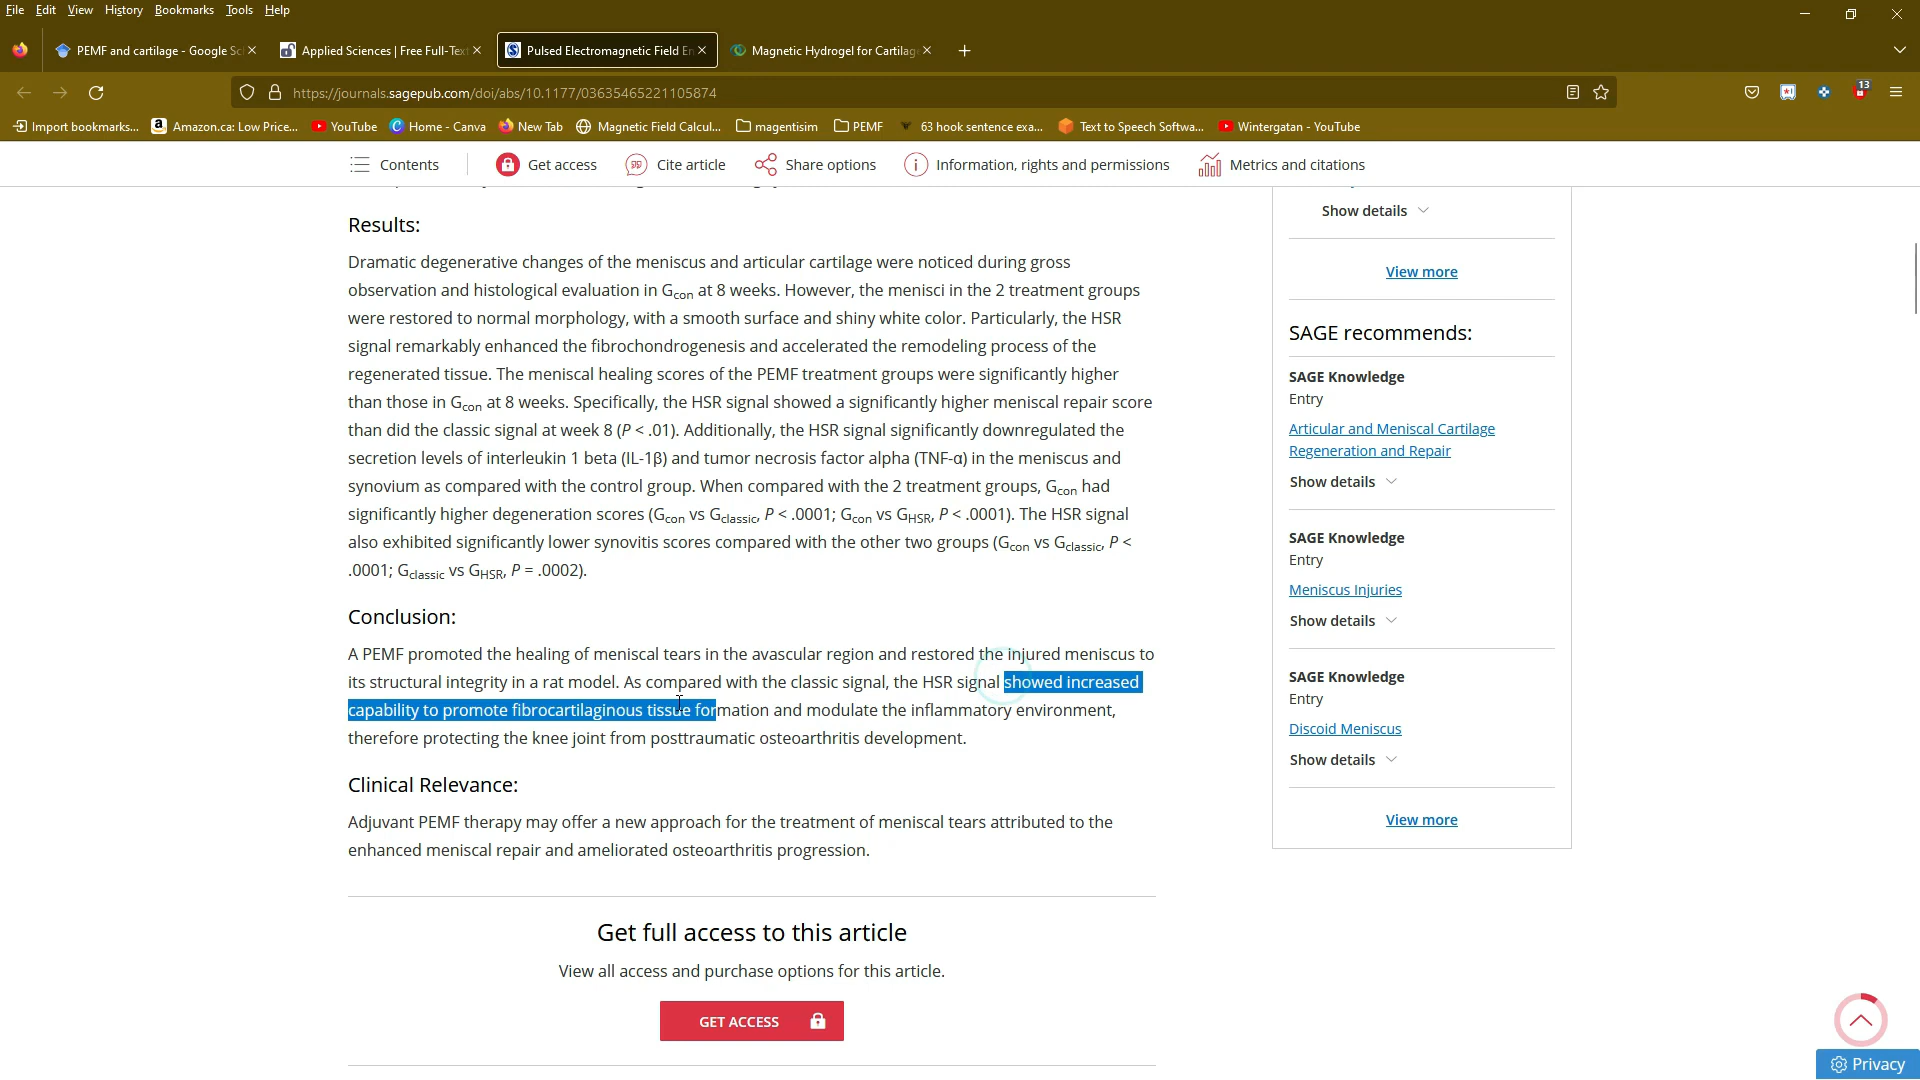 File Edit View History Bookmarks Tools Help
PEMF and cartilage - Google Sc
Applied Sciences | Free Full-Text
Pulsed Electromagnetic Field En
Magnetic Hydrogel for Cartilag
https://journals.sagepub.com/doi/abs/10.1177/03635465221105874
13
Import bookmarks... Amazon.ca: Low Price... YouTube Home - Canva New Tab Magnetic Field Calcul... magentisim PEMF 63 hook sentence exa... Text to Speech Softwa... Wintergatan - YouTube
Contents Get access Cite article Share options Information, rights and permissions Metrics and citations
Results:
Dramatic degenerative changes of the meniscus and articular cartilage were noticed during gross
observation and histological evaluation in Gcon at 8 weeks. However, the menisci in the 2 treatment groups
were restored to normal morphology, with a smooth surface and shiny white color. Particularly, the HSR
signal remarkably enhanced the fibrochondrogenesis and accelerated the remodeling process of the
regenerated tissue. The meniscal healing scores of the PEMF treatment groups were significantly higher
than those in Gcon at 8 weeks. Specifically, the HSR signal showed a significantly higher meniscal repair score
than did the classic signal at week 8 (P < .01). Additionally, the HSR signal significantly downregulated the
secretion levels of interleukin 1 beta (IL-1β) and tumor necrosis factor alpha (TNF-α) in the meniscus and
synovium as compared with the control group. When compared with the 2 treatment groups, Gcon had
significantly higher degeneration scores (Gcon vs Gclassic, P < .0001; Gcon vs GHSR, P < .0001). The HSR signal
also exhibited significantly lower synovitis scores compared with the other two groups (Gcon vs Gclassic, P <
.0001; Gclassic vs GHSR, P = .0002).
Conclusion:
A PEMF promoted the healing of meniscal tears in the avascular region and restored the injured meniscus to
its structural integrity in a rat model. As compared with the classic signal, the HSR signal showed increased
capability to promote fibrocartilaginous tissue formation and modulate the inflammatory environment,
therefore protecting the knee joint from posttraumatic osteoarthritis development.
Clinical Relevance:
Adjuvant PEMF therapy may offer a new approach for the treatment of meniscal tears attributed to the
enhanced meniscal repair and ameliorated osteoarthritis progression.
Get full access to this article
View all access and purchase options for this article.
GET ACCESS
Show details
View more
SAGE recommends:
SAGE Knowledge
Entry
Articular and Meniscal Cartilage
Regeneration and Repair
Show details
SAGE Knowledge
Entry
Meniscus Injuries
Show details
SAGE Knowledge
Entry
Discoid Meniscus
Show details
View more
Privacy